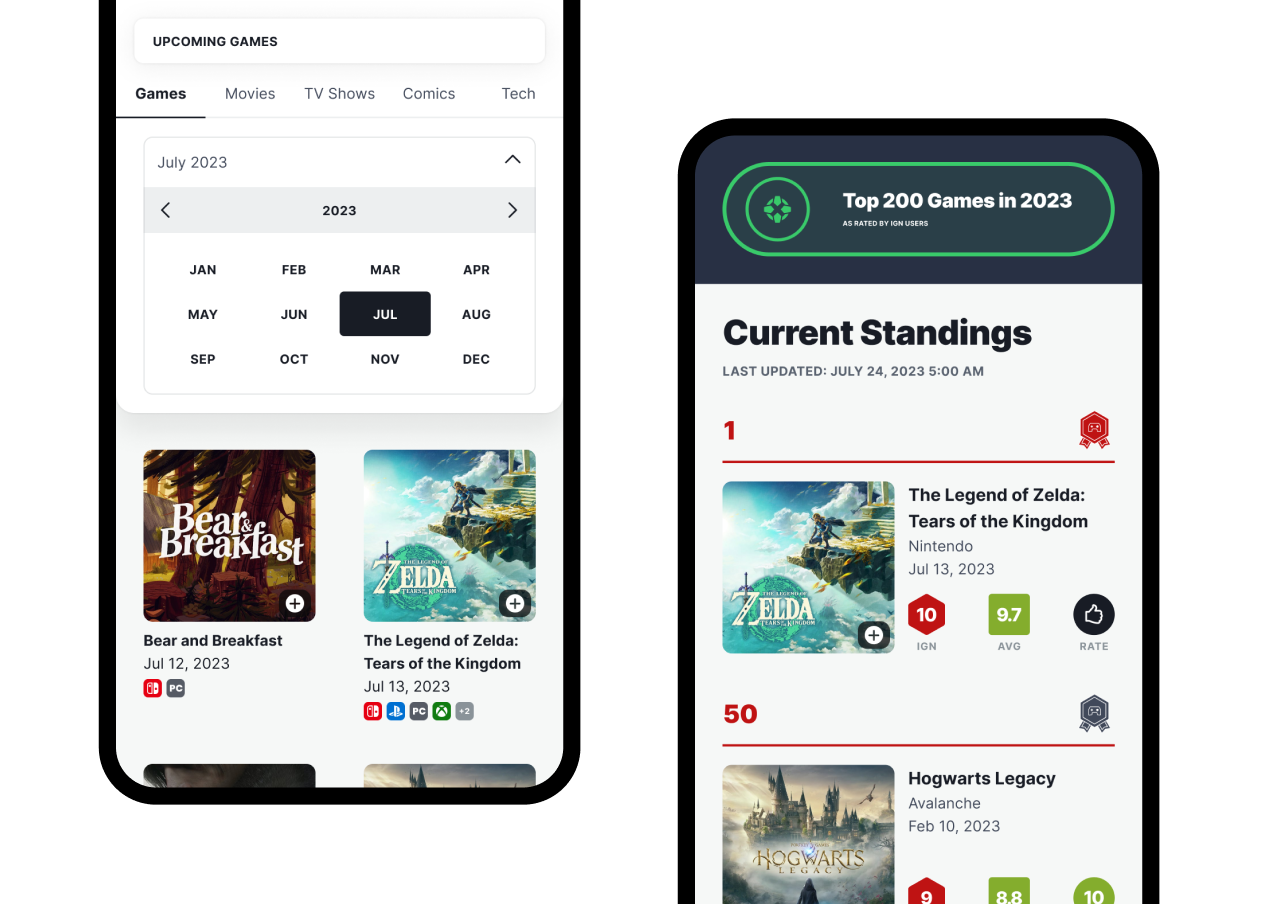 UPCOMING GAMES
Games Movies TV Shows Comics Tech
July 2023
2023
JAN FEB MAR APR
MAY JUN JUL AUG
SEP OCT NOV DEC
Bear &
Breakfast
THE LEGEND OF
ZELDA
TEARS OF THE KINGDOM
Bear and Breakfast
Jul 12, 2023
PC
The Legend of Zelda:
Tears of the Kingdom
Jul 13, 2023
PC +2
Top 200 Games in 2023
AS RATED BY IGN USERS
Current Standings
LAST UPDATED: JULY 24, 2023 5:00 AM
1
THE LEGEND OF
ZELDA
TEARS OF THE KINGDOM
The Legend of Zelda:
Tears of the Kingdom
Nintendo
Jul 13, 2023
10 9.7
IGN AVG RATE
50
HOGWARTS
LEGACY
Hogwarts Legacy
Avalanche
Feb 10, 2023
9 8.8 10